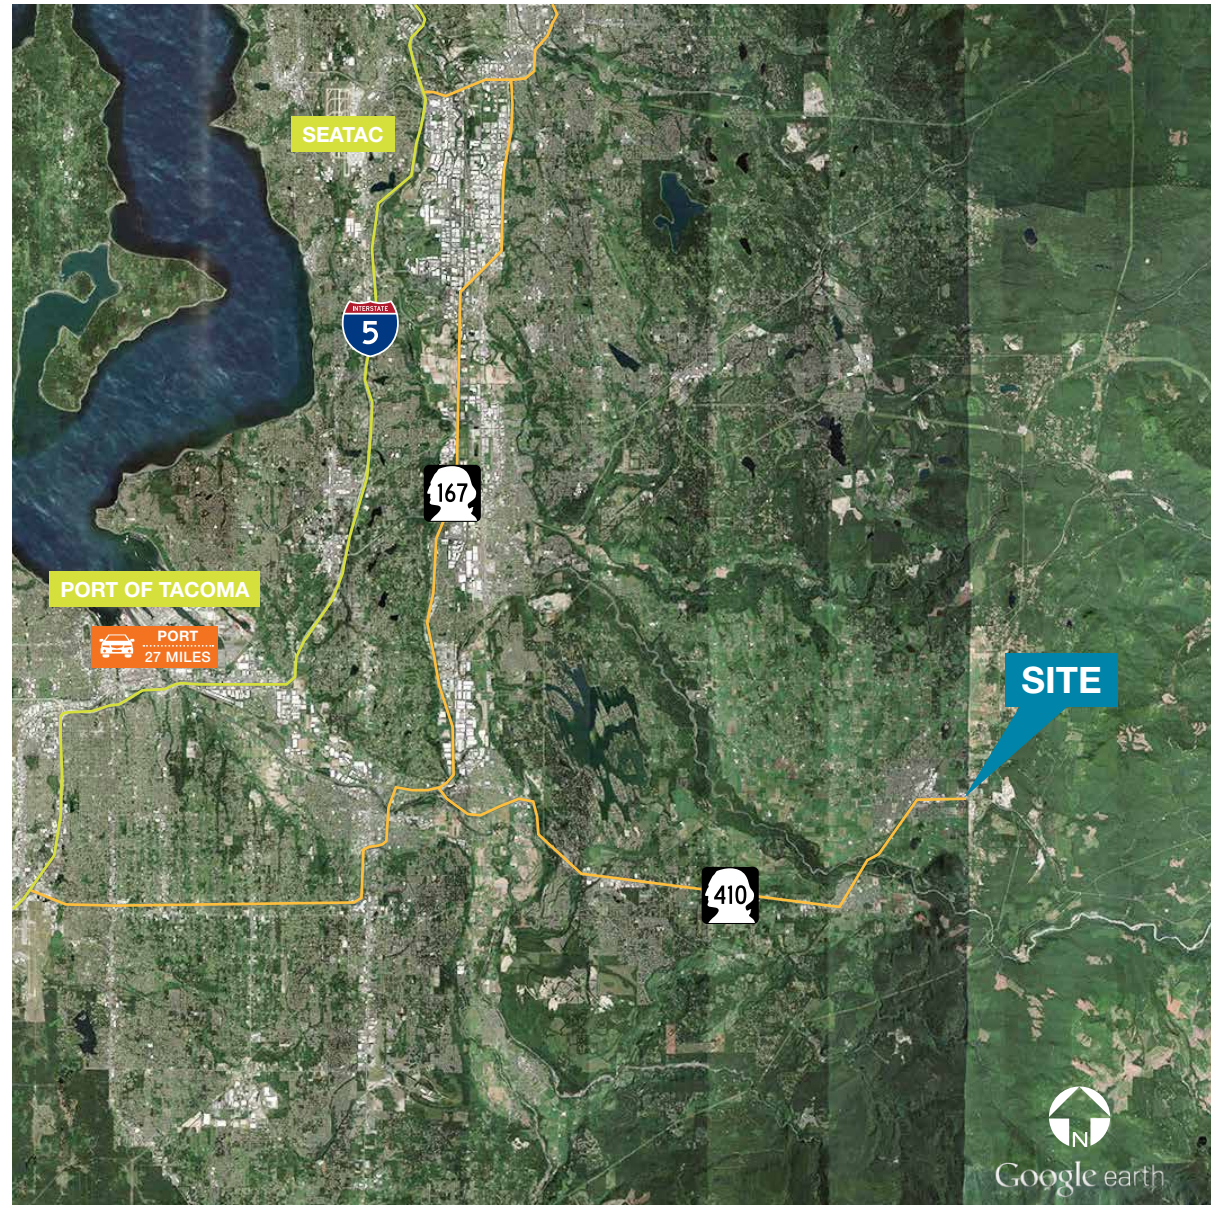 SEATAC
INTERSTATE
5
167
PORT OF TACOMA
PORT
27 MILES
SITE
410
N
Google earth